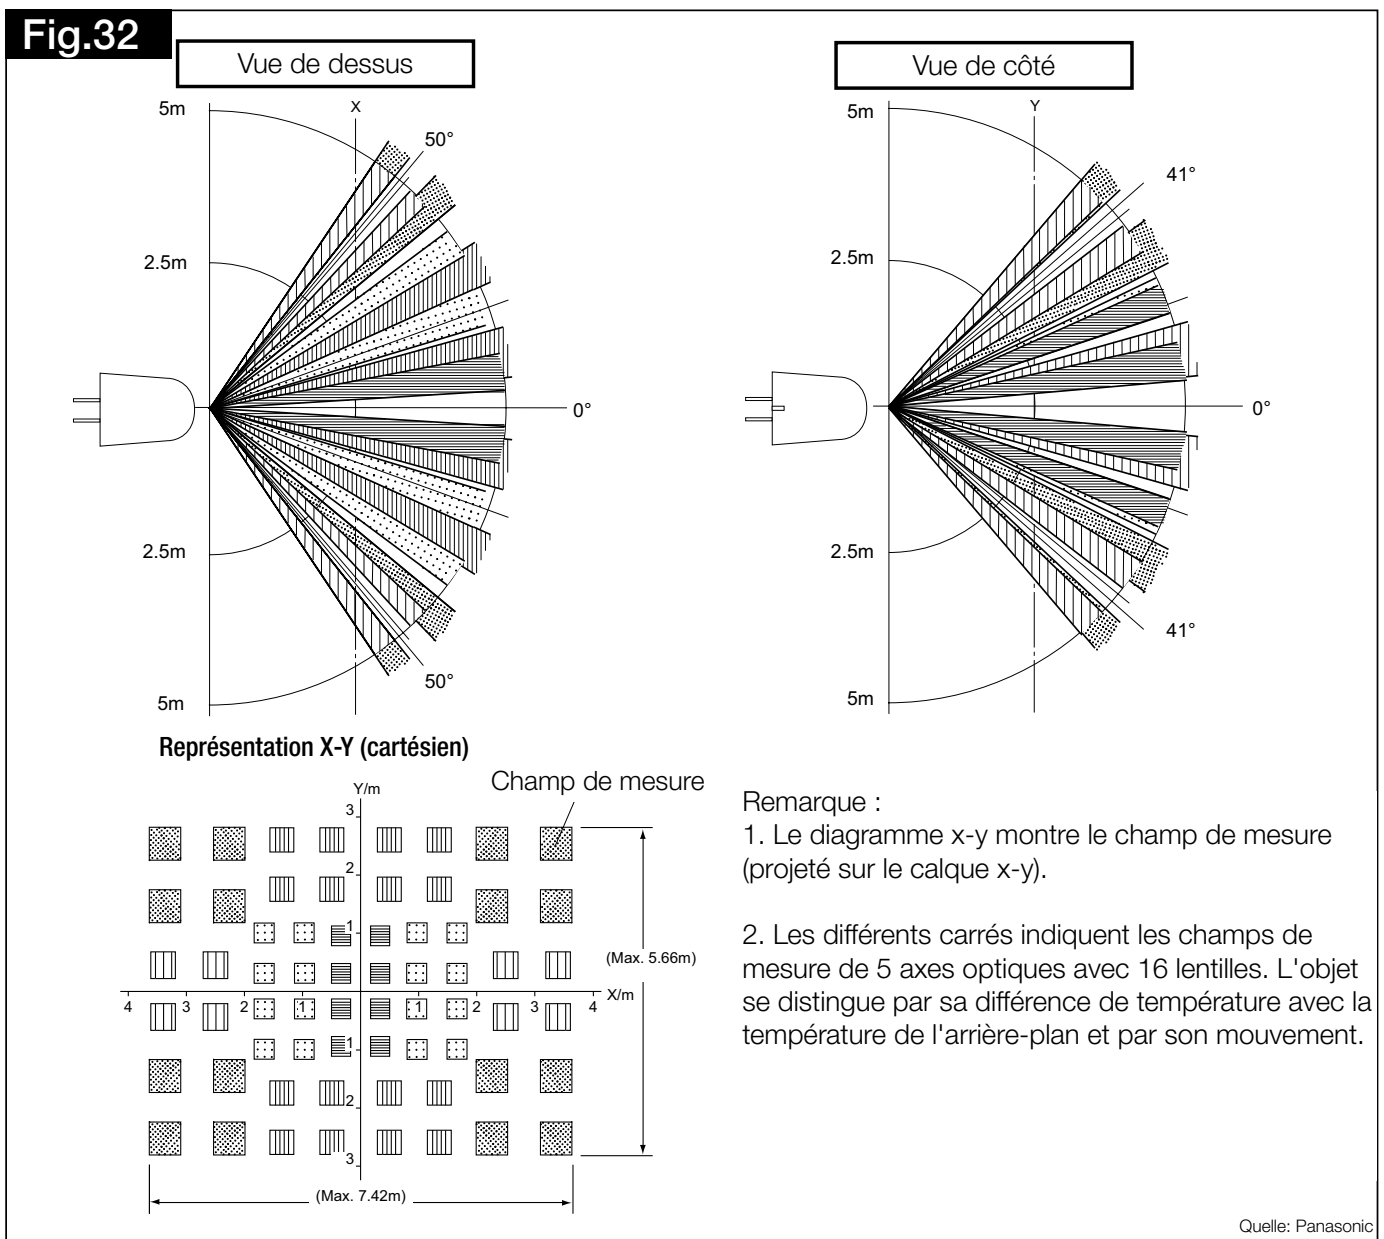 Fig.32
Vue de dessus
5m
X
50°
2.5m
0°
2.5m
50°
5m
Vue de côté
5m
Y
41°
2.5m
0°
2.5m
41°
5m
Représentation X-Y (cartésien)
Champ de mesure
Y/m
3
2
1
4 3 2 1 1 2 3 4 X/m
1
2
3
(Max. 5.66m)
(Max. 7.42m)
Remarque :
1. Le diagramme x-y montre le champ de mesure
(projeté sur le calque x-y).
2. Les différents carrés indiquent les champs de
mesure de 5 axes optiques avec 16 lentilles. L'objet
se distingue par sa différence de température avec la
température de l'arrière-plan et par son mouvement.
Quelle: Panasonic